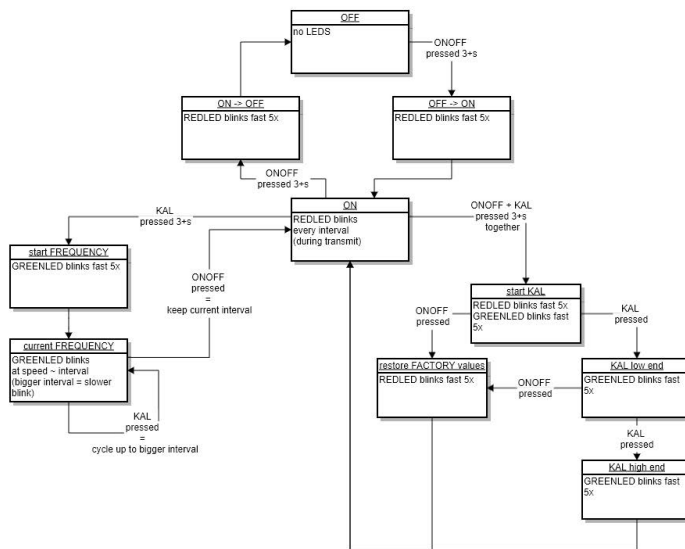 OFF
no LEDS
ONOFF
pressed 3+s
ON -> OFF
REDLED blinks fast 5x
OFF -> ON
REDLED blinks fast 5x
ONOFF
pressed 3+s
ON
REDLED blinks
every interval
(during transmit)
KAL
pressed 3+s
ONOFF + KAL
pressed 3+s
together
start FREQUENCY
GREENLED blinks fast 5x
ONOFF
pressed
=
keep current interval
start KAL
REDLED blinks fast 5x
GREENLED blinks fast
5x
ONOFF
pressed
KAL
pressed
current FREQUENCY
GREENLED blinks
at speed ~ interval
(bigger interval = slower
blink)
restore FACTORY values
REDLED blinks fast 5x
ONOFF
pressed
KAL low end
GREENLED blinks fast
5x
KAL
pressed
=
cycle up to bigger interval
KAL
pressed
KAL high end
GREENLED blinks fast
5x